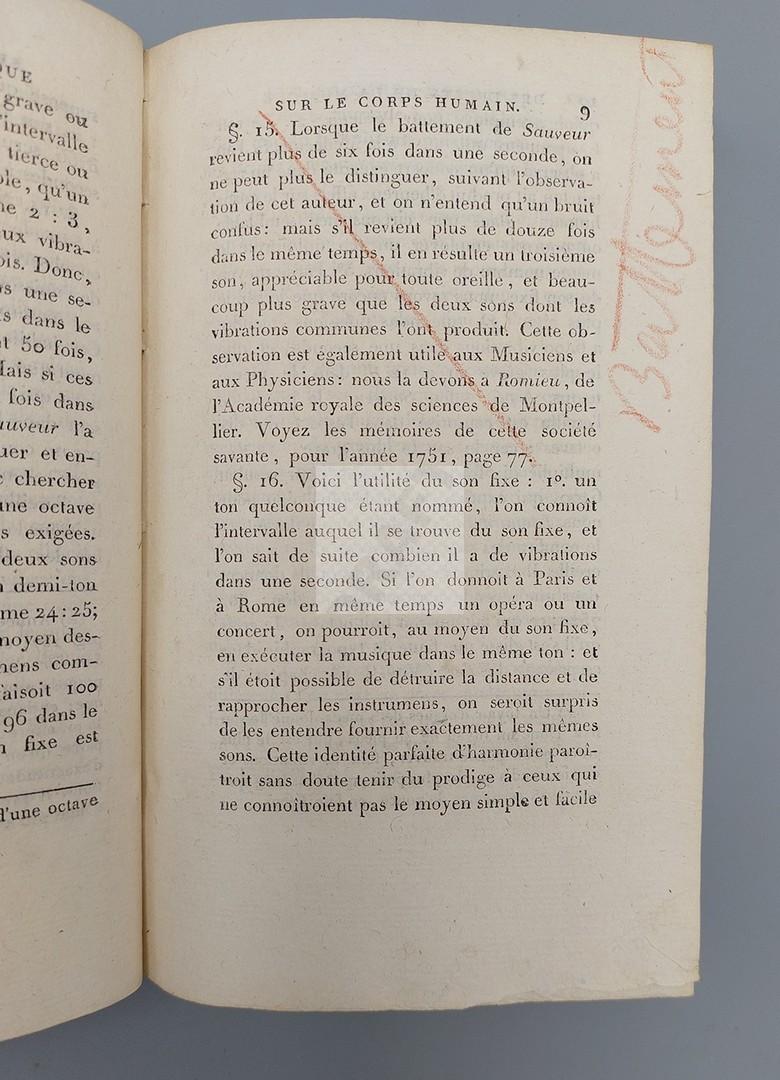 QUE
grave ou
l'intervalle
tierce ou
qu'un
2 : 3,
vibra-
Donc,
une se-
dans le
50 fois,
si ces
fois dans
l'a
et en-
chercher
octave
exigées.
deux sons
demi-ton
24 : 25;
moyen des-
com-
100
96 dans le
fixe est
d'une octave
SUR LE CORPS HUMAIN. 9
§. 15. Lorsque le battement de Sauveur
revient plus de six fois dans une seconde, on
ne peut plus le distinguer, suivant l'observa-
tion de cet auteur, et on n'entend qu'un bruit
confus: mais s'il revient plus de douze fois
dans le même temps, il en résulte un troisième
son, appréciable pour toute oreille, et beau-
coup plus grave que les deux sons dont les
vibrations communes l'ont produit. Cette ob-
servation est également utile aux Musiciens et
aux Physiciens: nous la devons a Romieu, de
l'Académie royale des sciences de Montpel-
lier. Voyez les mémoires de cette société
savante, pour l'année 1751, page 77.
§. 16. Voici l'utilité du son fixe : 1º. un
ton quelconque étant nommé, l'on connoît
l'intervalle auquel il se trouve du son fixe, et
l'on sait de suite combien il a de vibrations
dans une seconde. Si l'on donnoit à Paris et
à Rome en même temps un opéra ou un
concert, on pourroit, au moyen du son fixe,
en exécuter la musique dans le même ton : et
s'il étoit possible de détruire la distance et de
rapprocher les instrumens, on seroit surpris
de les entendre fournir exactement les mêmes
sons. Cette identité parfaite d'harmonie paroî-
troit sans doute tenir du prodige à ceux qui
ne connoîtroient pas le moyen simple et facile
Battement